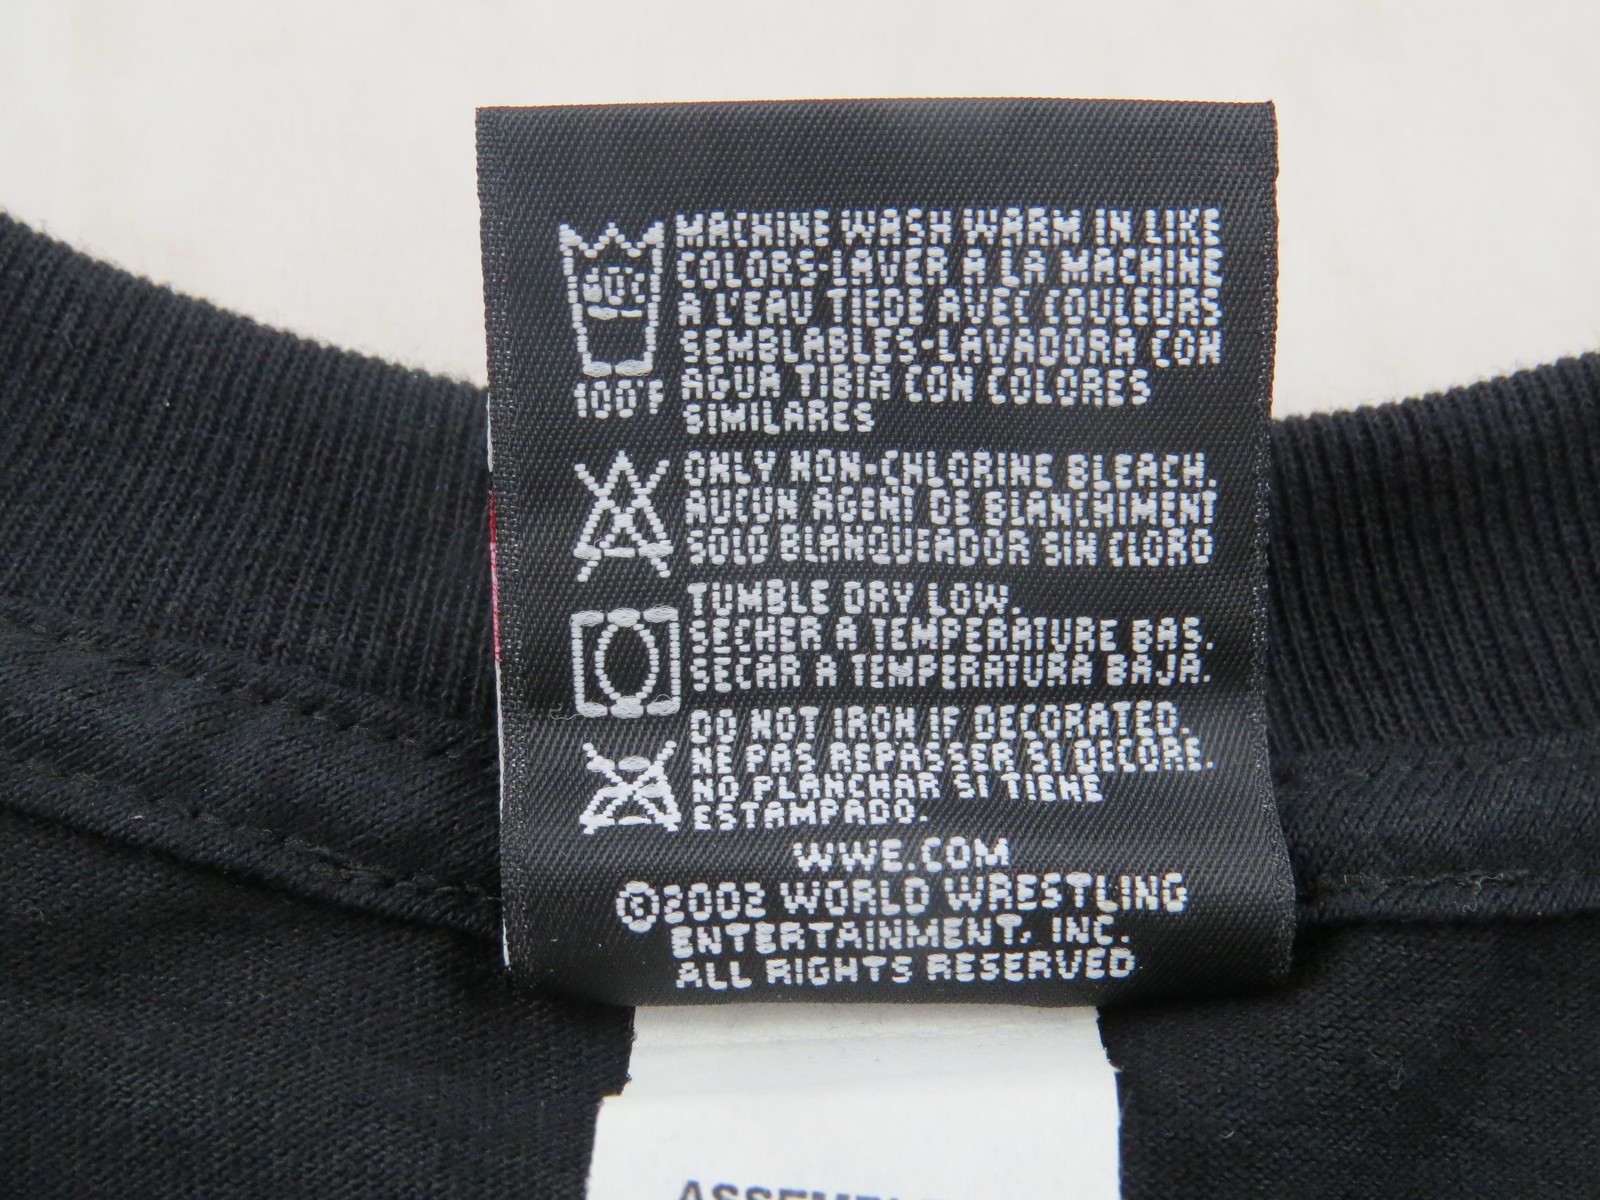 MACHINE WASH WARM IN LIKE
COLORS-LAVER A LA MACHINE
A L'EAU TIEDE AVEC COULEURS
SEMBLABLES-LAVADORA CON
AGUA TIBIA CON COLORES
SIMILARES
ONLY NON-CHLORINE BLEACH.
AUCUN AGENT DE BLANCHIMENT
SOLO BLANQUEADOR SIN CLORO
TUMBLE DRY LOW.
SECHER A TEMPERATURE BAS.
SECAR A TEMPERATURA BAJA.
DO NOT IRON IF DECORATED.
NE PAS REPASSER SI DECORE.
NO PLANCHAR SI TIENE
ESTAMPADO.
WWE.COM
©2002 WORLD WRESTLING
ENTERTAINMENT, INC.
ALL RIGHTS RESERVED